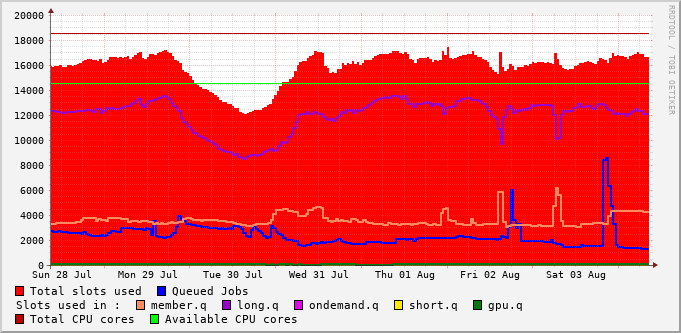 20000
18000
16000
14000
12000
10000
8000
6000
4000
2000
0
Sun 28 Jul Mon 29 Jul Tue 30 Jul Wed 31 Jul Thu 01 Aug Fri 02 Aug Sat 03 Aug
RRDTOOL / TOBI OETIKER
Total slots used Queued Jobs
Slots used in : member.q long.q ondemand.q short.q gpu.q
Total CPU cores Available CPU cores